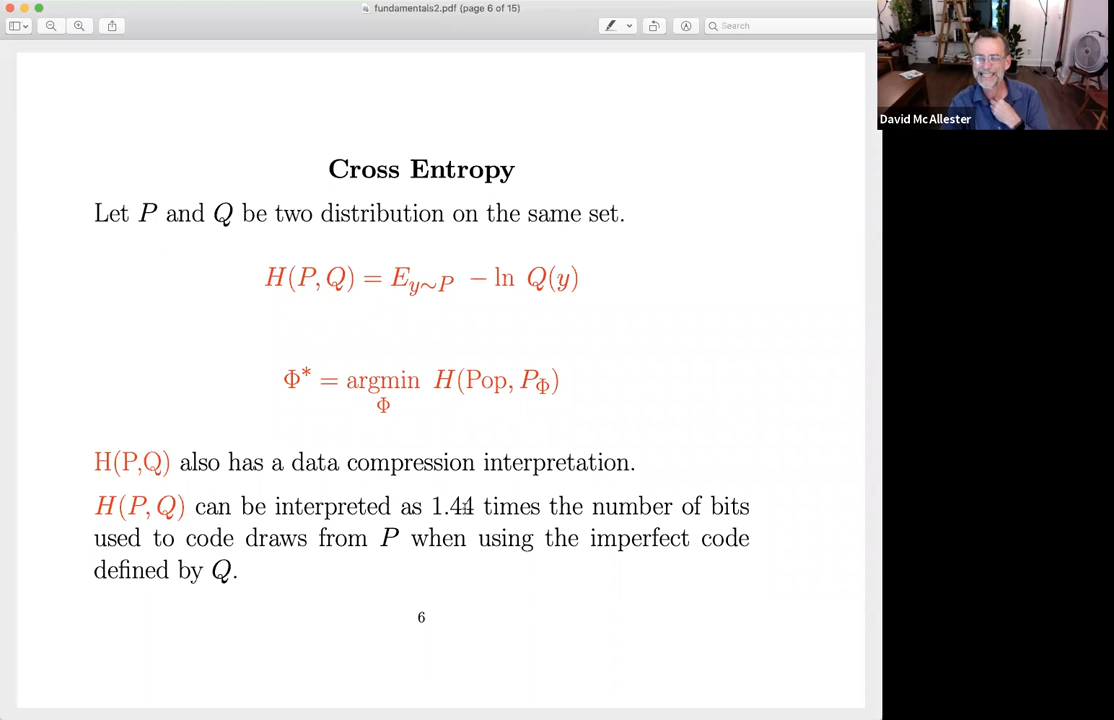 fundamentals2.pdf (page 6 of 15)
Search
David McAllester
Cross Entropy
Let P and Q be two distribution on the same set.
H(P, Q) = E_{y∼P} − ln Q(y)
Φ* = argmin H(Pop, P_Φ)
Φ
H(P,Q) also has a data compression interpretation.
H(P, Q) can be interpreted as 1.44 times the number of bits
used to code draws from P when using the imperfect code
defined by Q.
6